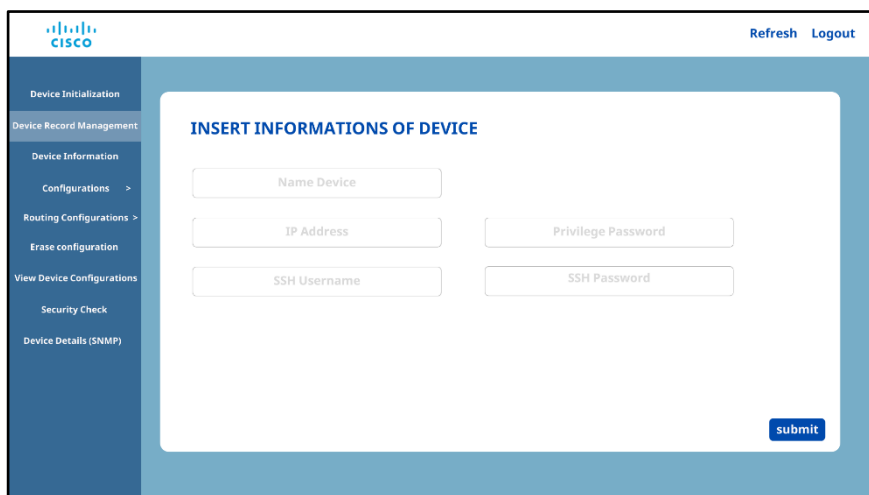 CISCO
Refresh Logout
Device Initialization
Device Record Management
Device Information
Configurations >
Routing Configurations >
Erase configuration
View Device Configurations
Security Check
Device Details (SNMP)
INSERT INFORMATIONS OF DEVICE
Name Device
IP Address
Privilege Password
SSH Username
SSH Password
submit